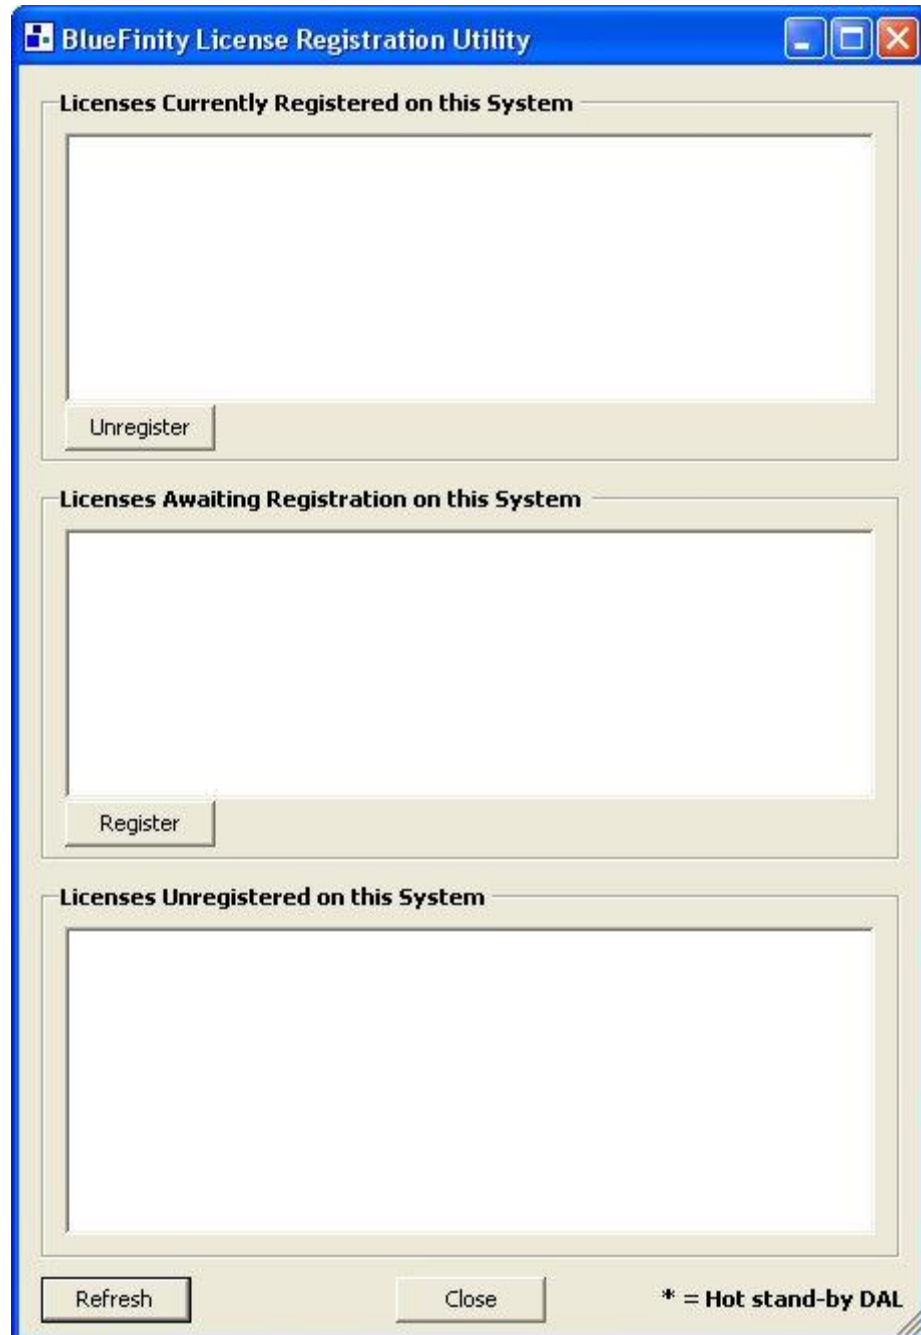 BlueFinity License Registration Utility
Licenses Currently Registered on this System
Unregister
Licenses Awaiting Registration on this System
Register
Licenses Unregistered on this System
Refresh
Close
* = Hot stand-by DAL